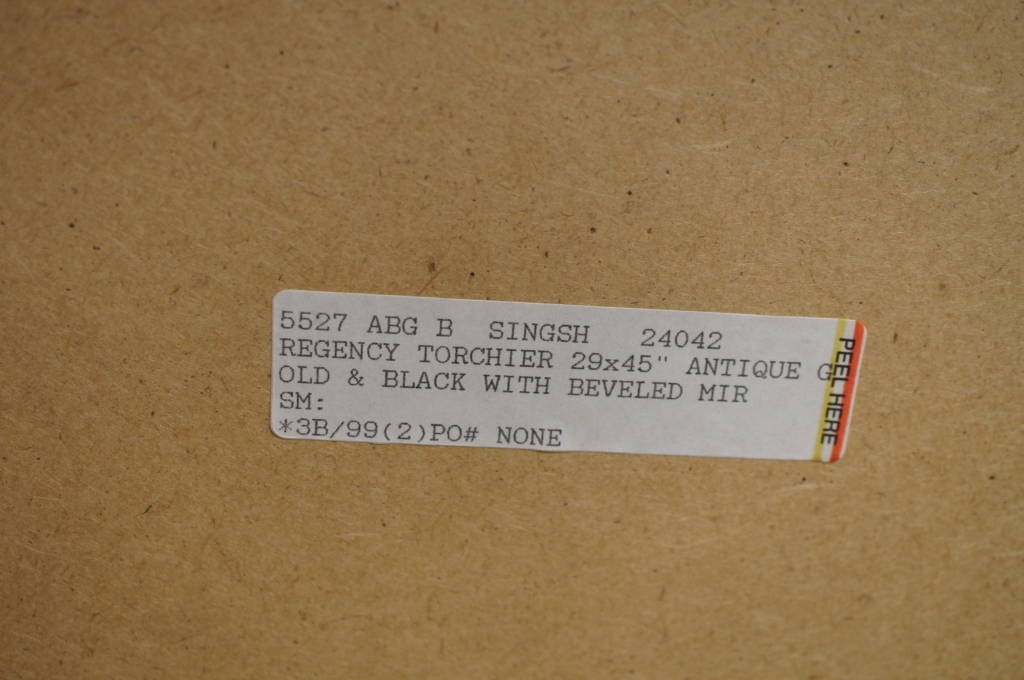 5527 ABG B  SINGSH   24042
REGENCY TORCHIER 29x45" ANTIQUE G
OLD & BLACK WITH BEVELED MIR
SM:
*3B/99(2)PO# NONE
PEEL HERE